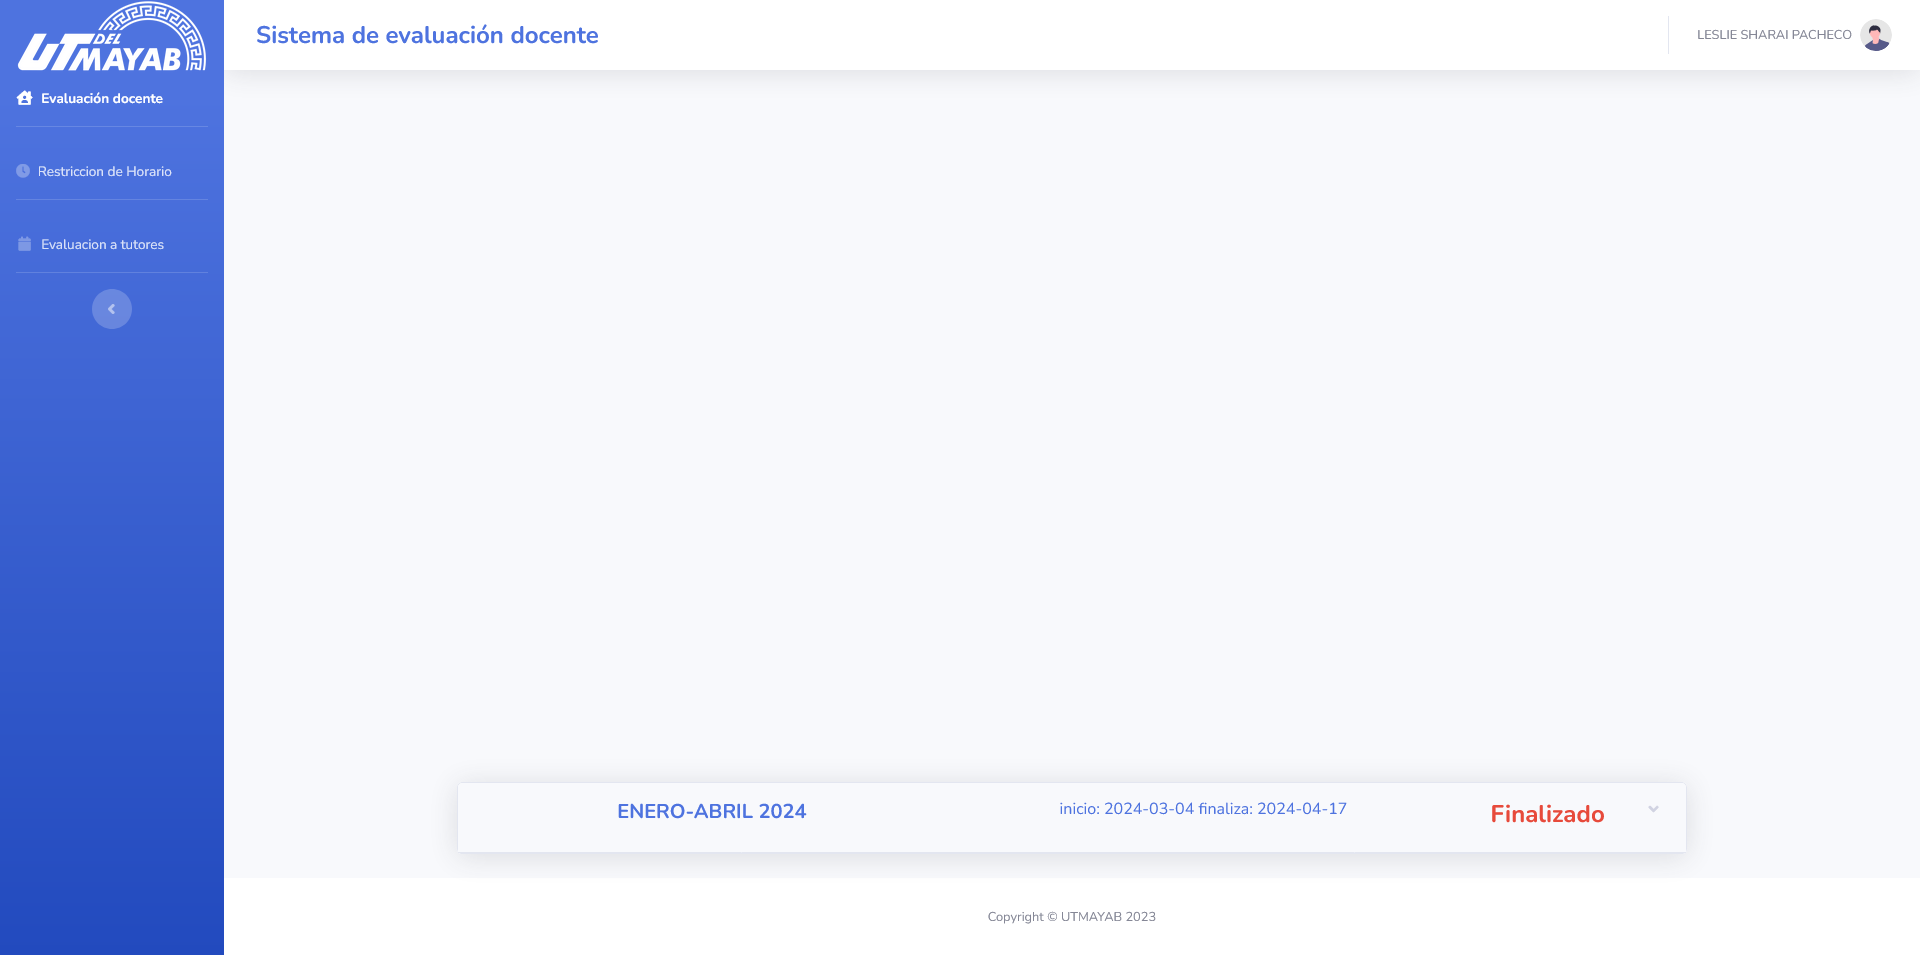 UT DEL MAYAB
Sistema de evaluación docente
LESLIE SHARAI PACHECO
Evaluación docente
Restriccion de Horario
Evaluacion a tutores
ENERO-ABRIL 2024
inicio: 2024-03-04 finaliza: 2024-04-17
Finalizado
Copyright © UTMAYAB 2023